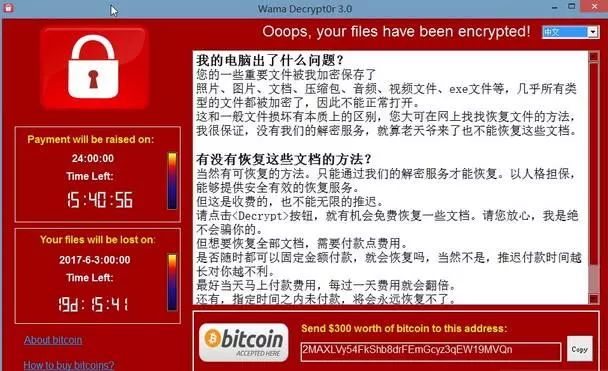 Wama Decrypt0r 3.0
Ooops, your files have been encrypted!
中文
我的电脑出了什么问题？
您的一些重要文件被我加密保存了
照片、图片、文档、压缩包、音频、视频文件、exe文件等，几乎所有类
型的文件都被加密了，因此不能正常打开。
这和一般文件损坏有本质上的区别，您大可在网上找找恢复文件的方法，
我很保证，没有我们的解密服务，就算老天爷来了也不能恢复这些文档。
有没有恢复这些文档的方法？
当然有可恢复的方法。只能通过我们的解密服务才能恢复。以人格担保，
能够提供安全有效的恢复服务。
但这是收费的，也不能无限的推迟。
请点击<Decrypt>按钮，就有机会免费恢复一些文档。请您放心，我是绝
不会骗你的。
但想要恢复全部文档，需要付款点费用。
是否随时都可以固定金额付款，就会恢复吗，当然不是，推迟付款时间越
长对你越不利。
最好当天马上付款费用，每过一天费用就会翻倍。
还有，指定时间之内未付款，将会永远恢复不了。
Payment will be raised on:
24:00:00
Time Left:
15:40:56
Your files will be lost on:
2017-6-3:00:00
Time Left:
19d:15:41
About bitcoin
How to buy bitcoins?
bitcoin
ACCEPTED HERE
Send $300 worth of bitcoin to this address:
2MAXLVy54FkShb8drFEmGcyz3qEW19MVQn
Copy